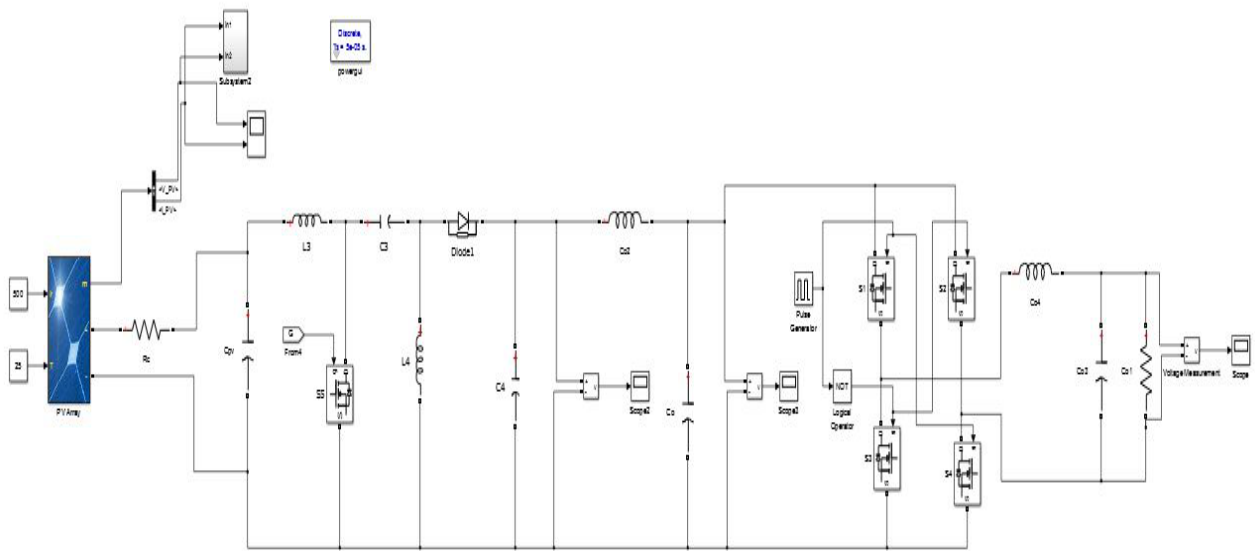 In1
In2
Subsystem2
Discrete,
powergui
<V_PV>
<I_PV>
500
25
m
PV Array
Rc
Cpv
L3
C3
Diode1
G
From4
S5
L4
C4
v
Scope2
Co2
Co
v
Scope3
Pulse
Generator
NOT
Logical
Operator
S1
S2
S3
S4
Co4
Co3
Co1
v
Voltage Measurement
Scope